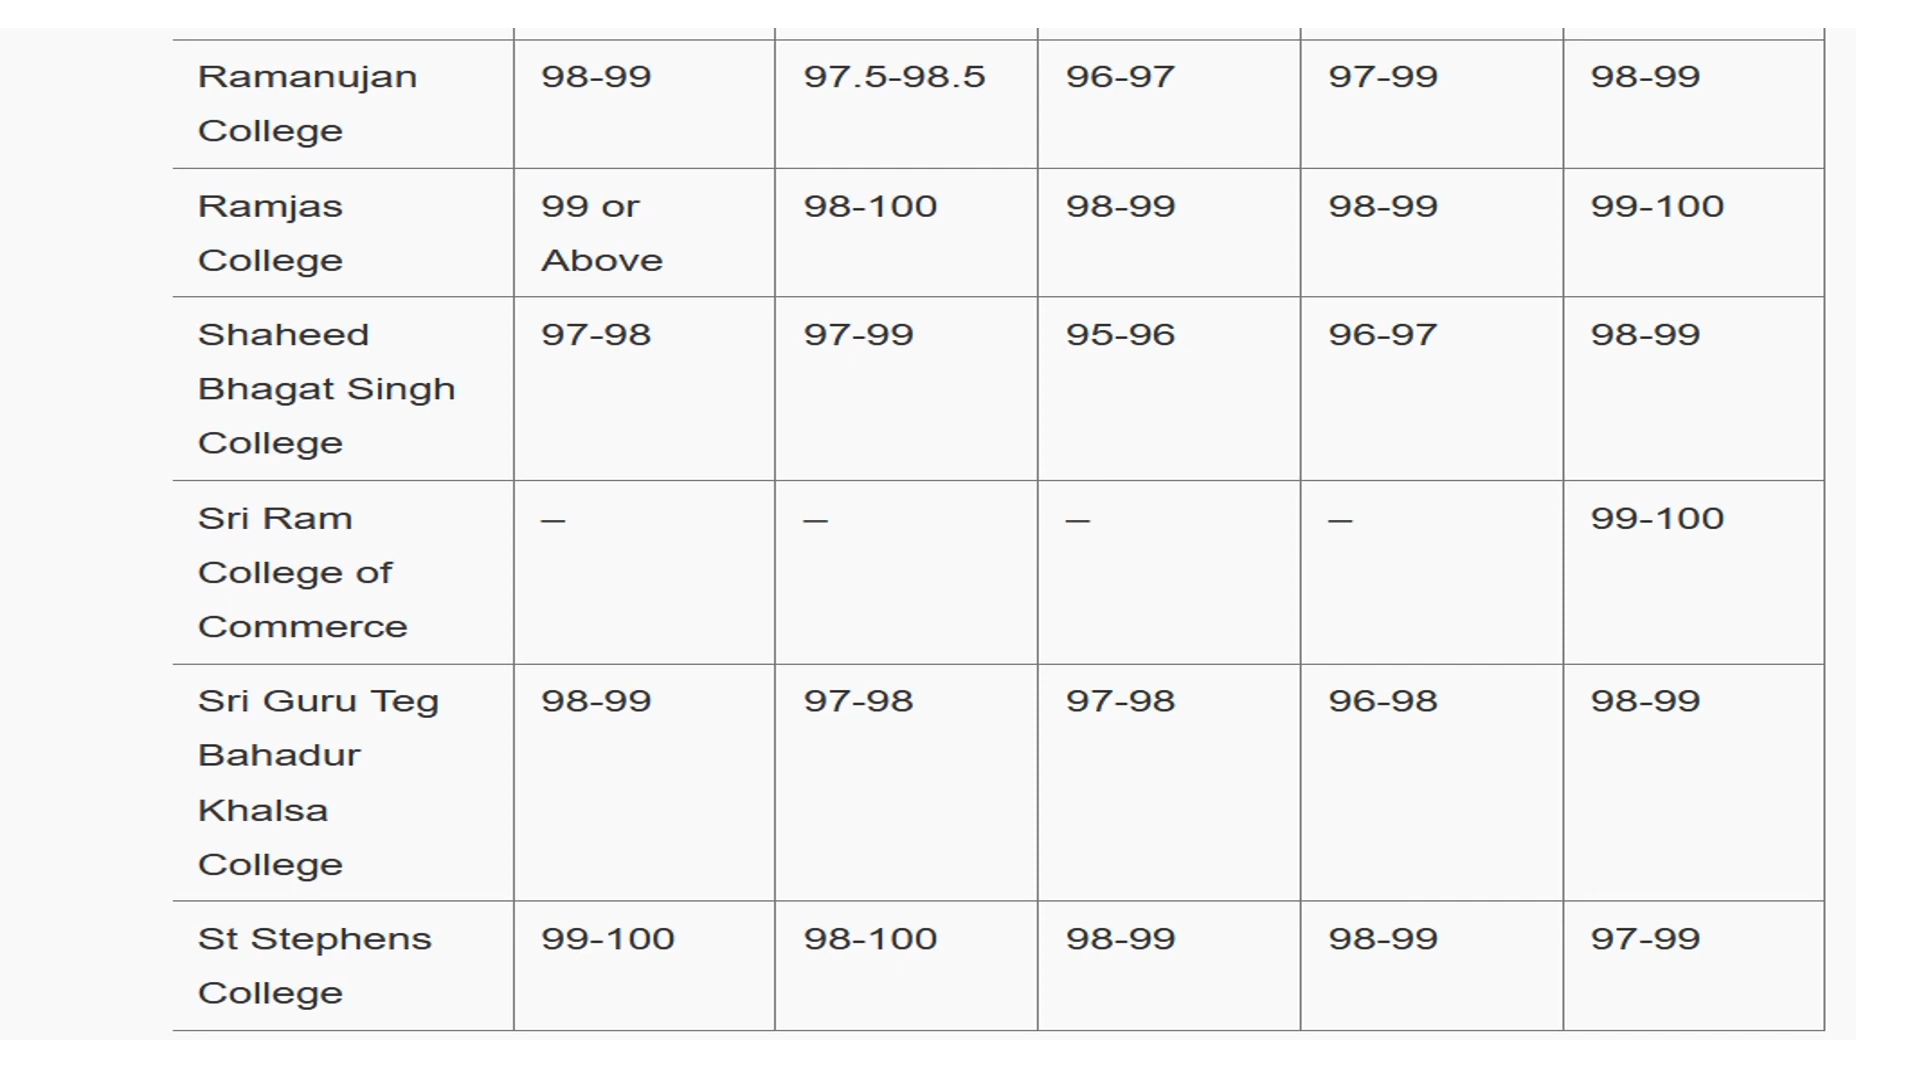 Ramanujan 98-99 97.5-98.5 96-97 97-99 98-99
College
Ramjas 99 or 98-100 98-99 98-99 99-100
College Above
Shaheed 97-98 97-99 95-96 96-97 98-99
Bhagat Singh
College
Sri Ram – – – – 99-100
College of
Commerce
Sri Guru Teg 98-99 97-98 97-98 96-98 98-99
Bahadur
Khalsa
College
St Stephens 99-100 98-100 98-99 98-99 97-99
College